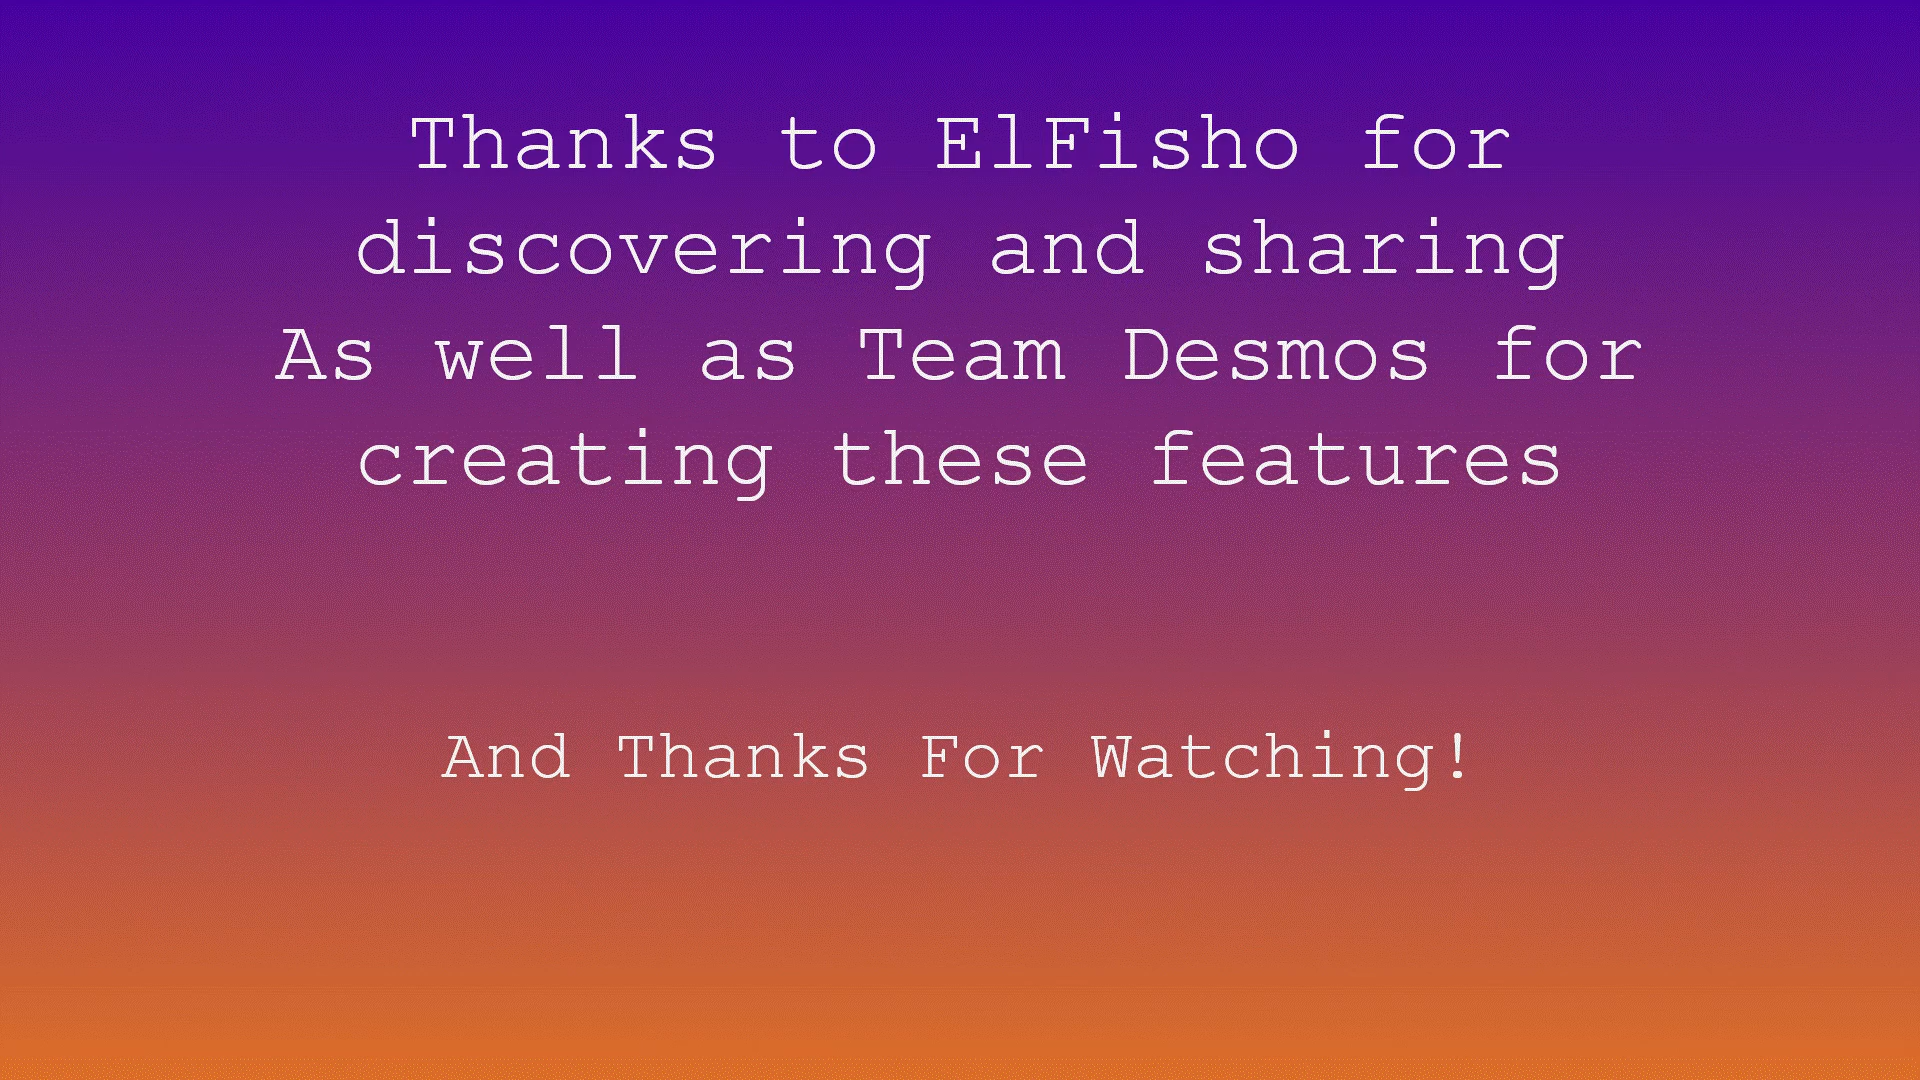 Thanks to ElFisho for
discovering and sharing
As well as Team Desmos for
creating these features
And Thanks For Watching!